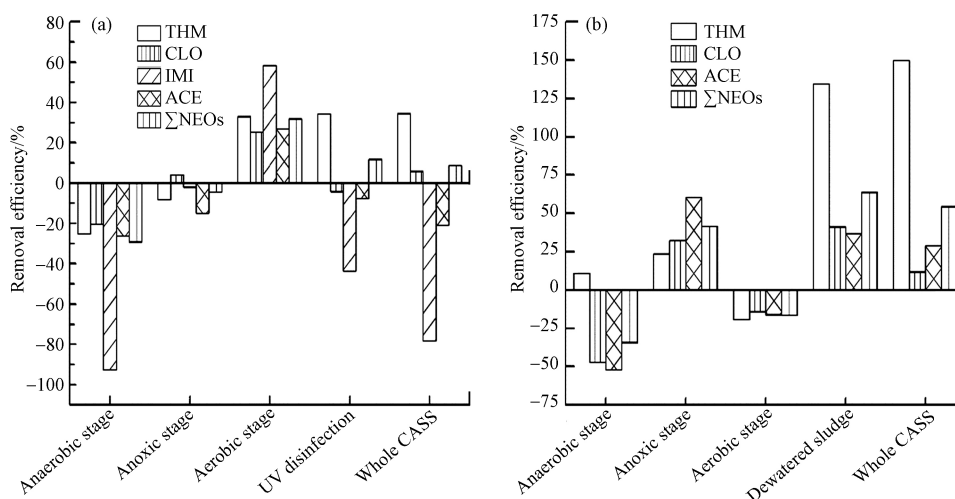 (a)
THM
CLO
IMI
ACE
∑NEOs
Removal efficiency/%
80
60
40
20
0
−20
−40
−60
−80
−100
Anaerobic stage
Anoxic stage
Aerobic stage
UV disinfection
Whole CASS
(b)
THM
CLO
ACE
∑NEOs
Removal efficiency/%
175
150
125
100
75
50
25
0
−25
−50
−75
Anaerobic stage
Anoxic stage
Aerobic stage
Dewatered sludge
Whole CASS